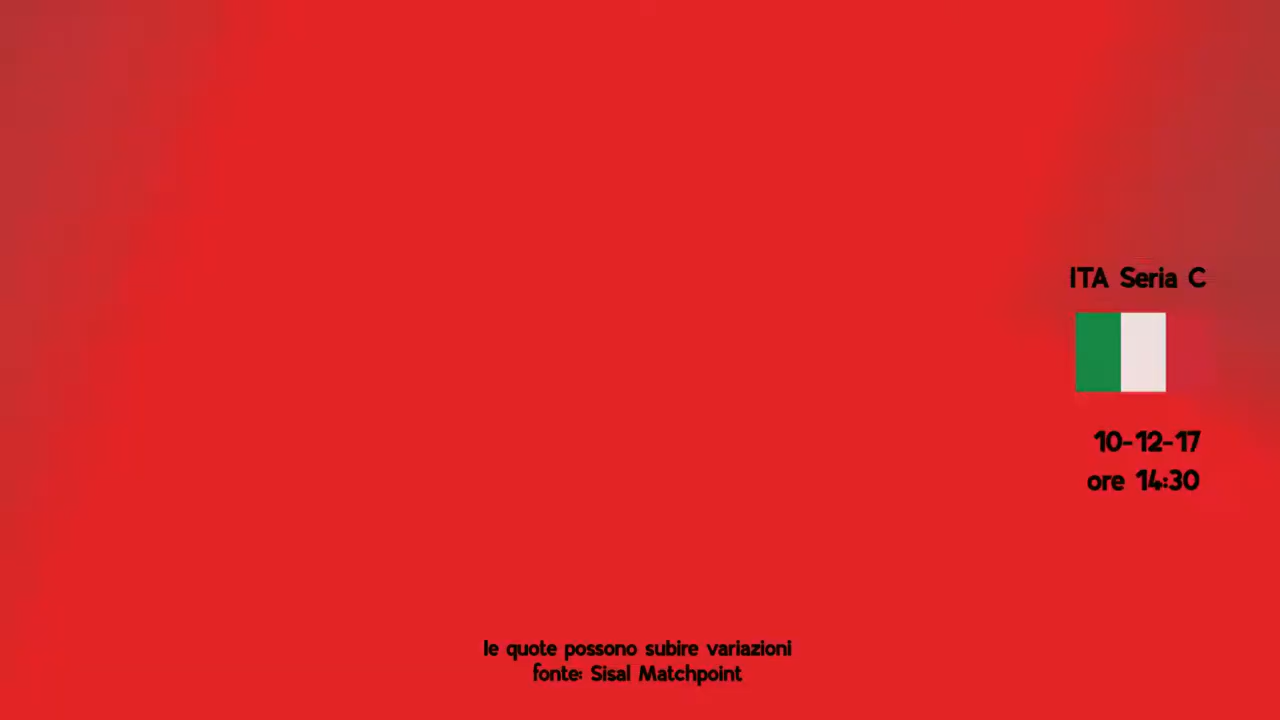 ITA Seria C
10-12-17
ore 14:30
le quote possono subire variazioni
fonte: Sisal Matchpoint